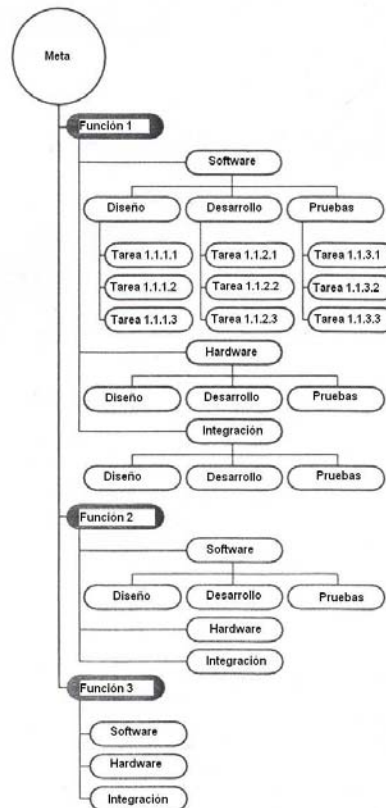 Meta
Función 1
Software
Diseño
Desarrollo
Pruebas
Tarea 1.1.1.1
Tarea 1.1.2.1
Tarea 1.1.3.1
Tarea 1.1.1.2
Tarea 1.1.2.2
Tarea 1.1.3.2
Tarea 1.1.1.3
Tarea 1.1.2.3
Tarea 1.1.3.3
Hardware
Diseño
Desarrollo
Pruebas
Integración
Diseño
Desarrollo
Pruebas
Función 2
Software
Diseño
Desarrollo
Pruebas
Hardware
Integración
Función 3
Software
Hardware
Integración